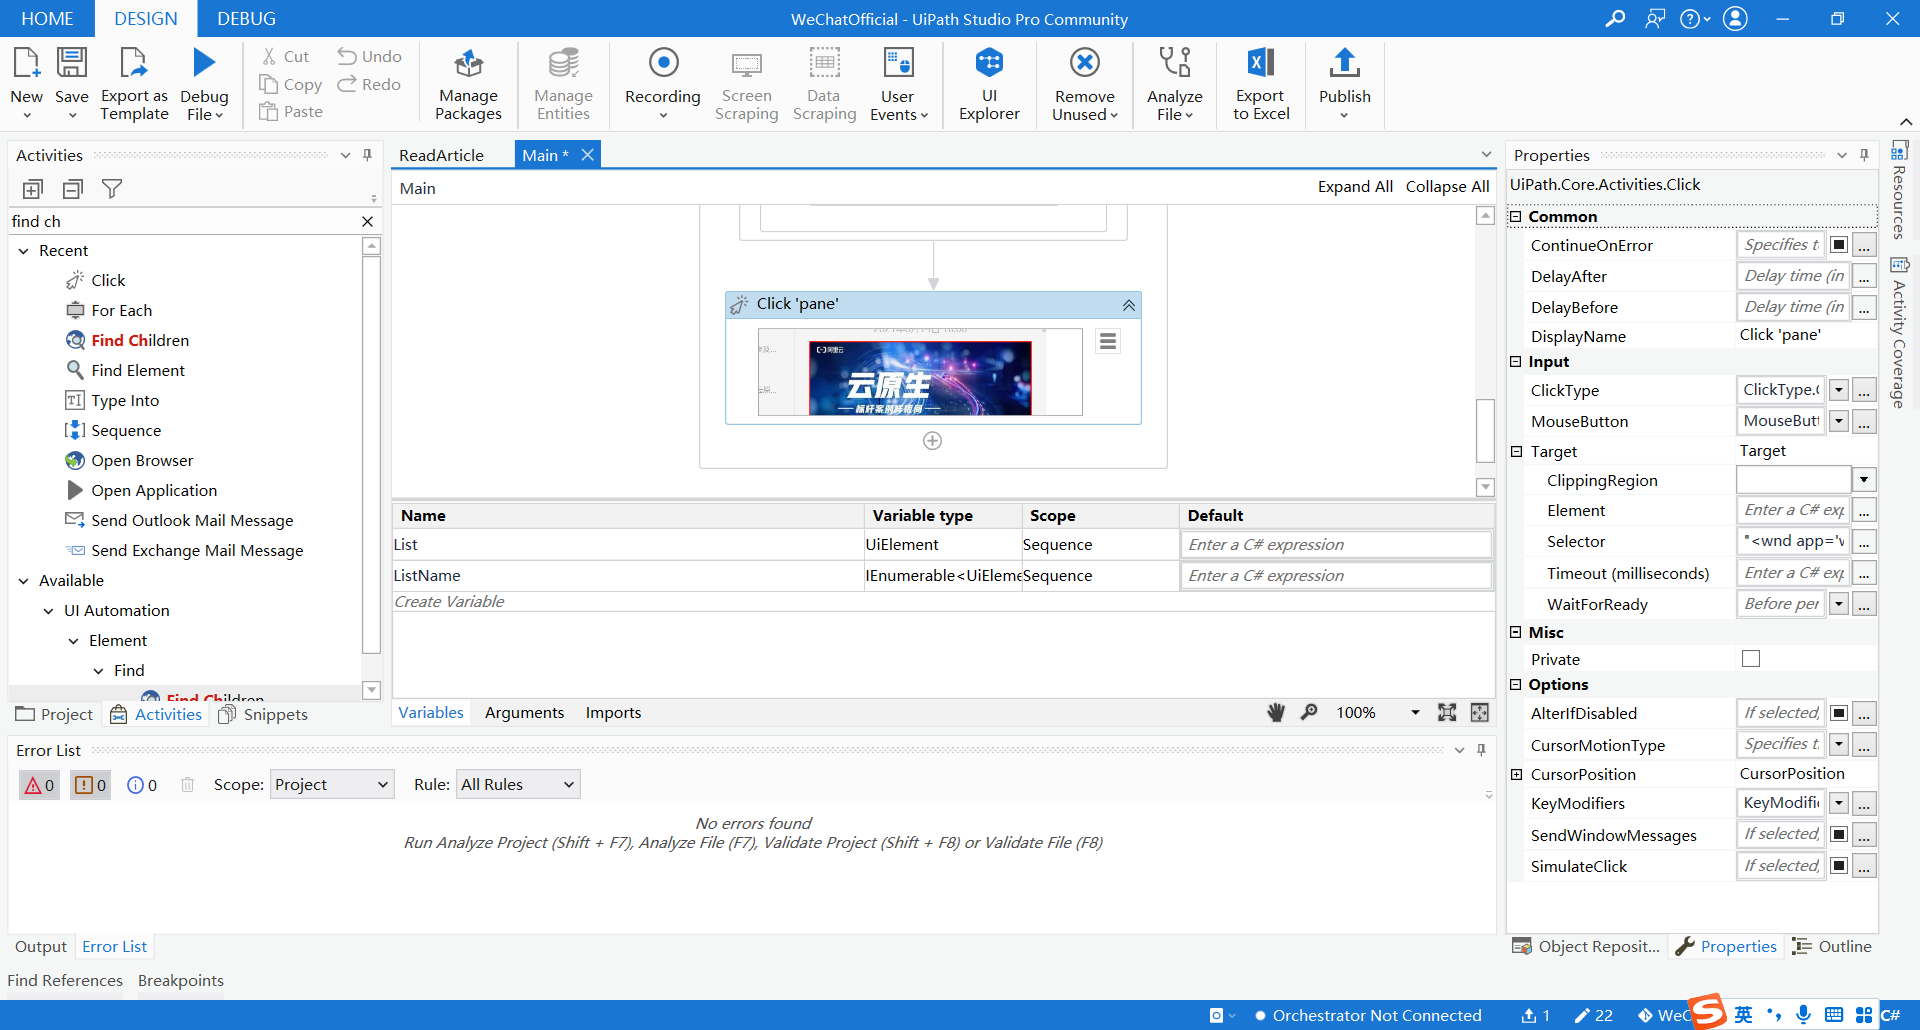 HOME DESIGN DEBUG
WeChatOfficial - UiPath Studio Pro Community
New
Save
Export as Template
Debug File
Cut
Copy
Paste
Undo
Redo
Manage Packages
Manage Entities
Recording
Screen Scraping
Data Scraping
User Events
UI Explorer
Remove Unused
Analyze File
Export to Excel
Publish
Activities
find ch
Recent
Click
For Each
Find Children
Find Element
Type Into
Sequence
Open Browser
Open Application
Send Outlook Mail Message
Send Exchange Mail Message
Available
UI Automation
Element
Find
Find Children
Project Activities Snippets
ReadArticle Main *
Main
Expand All Collapse All
Click 'pane'
阿里云
云原生
Name Variable type Scope Default
List UiElement Sequence Enter a C# expression
ListName IEnumerable<UiEleme Sequence Enter a C# expression
Create Variable
Variables Arguments Imports
100%
Error List
0 0 0 Scope: Project Rule: All Rules
No errors found
Run Analyze Project (Shift + F7), Analyze File (F7), Validate Project (Shift + F8) or Validate File (F8)
Output Error List
Find References Breakpoints
Properties
UiPath.Core.Activities.Click
Common
ContinueOnError Specifies t ...
DelayAfter Delay time (in ...
DelayBefore Delay time (in ...
DisplayName Click 'pane'
Input
ClickType ClickType.( ...
MouseButton MouseButt ...
Target Target
ClippingRegion
Element Enter a C# exp ...
Selector "<wnd app='v ...
Timeout (milliseconds) Enter a C# exp ...
WaitForReady Before per ...
Misc
Private
Options
AlterIfDisabled If selected, ...
CursorMotionType Specifies t ...
CursorPosition CursorPosition
KeyModifiers KeyModifi ...
SendWindowMessages If selected, ...
SimulateClick If selected, ...
Object Reposit... Properties Outline
Resources
Activity Coverage
Orchestrator Not Connected 1 22 WeC
S 英 C#